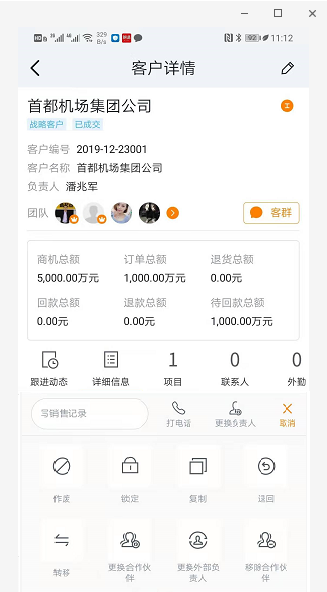 329 B/s 92 11:12
客户详情
首都机场集团公司
战略客户 已成交
客户编号 2019-12-23001
客户名称 首都机场集团公司
负责人 潘兆军
团队 客群
商机总额 订单总额 退货总额
5,000.00万元 1,000.00万元 0.00元
回款总额 退款总额 待回款总额
0.00元 0.00元 1,000.00万元
1 0 0
跟进动态 详细信息 项目 联系人 外勤
写销售记录 打电话 更换负责人 取消
作废 锁定 复制 退回
转移 更换合作伙伴 更换外部负责人 移除合作伙伴